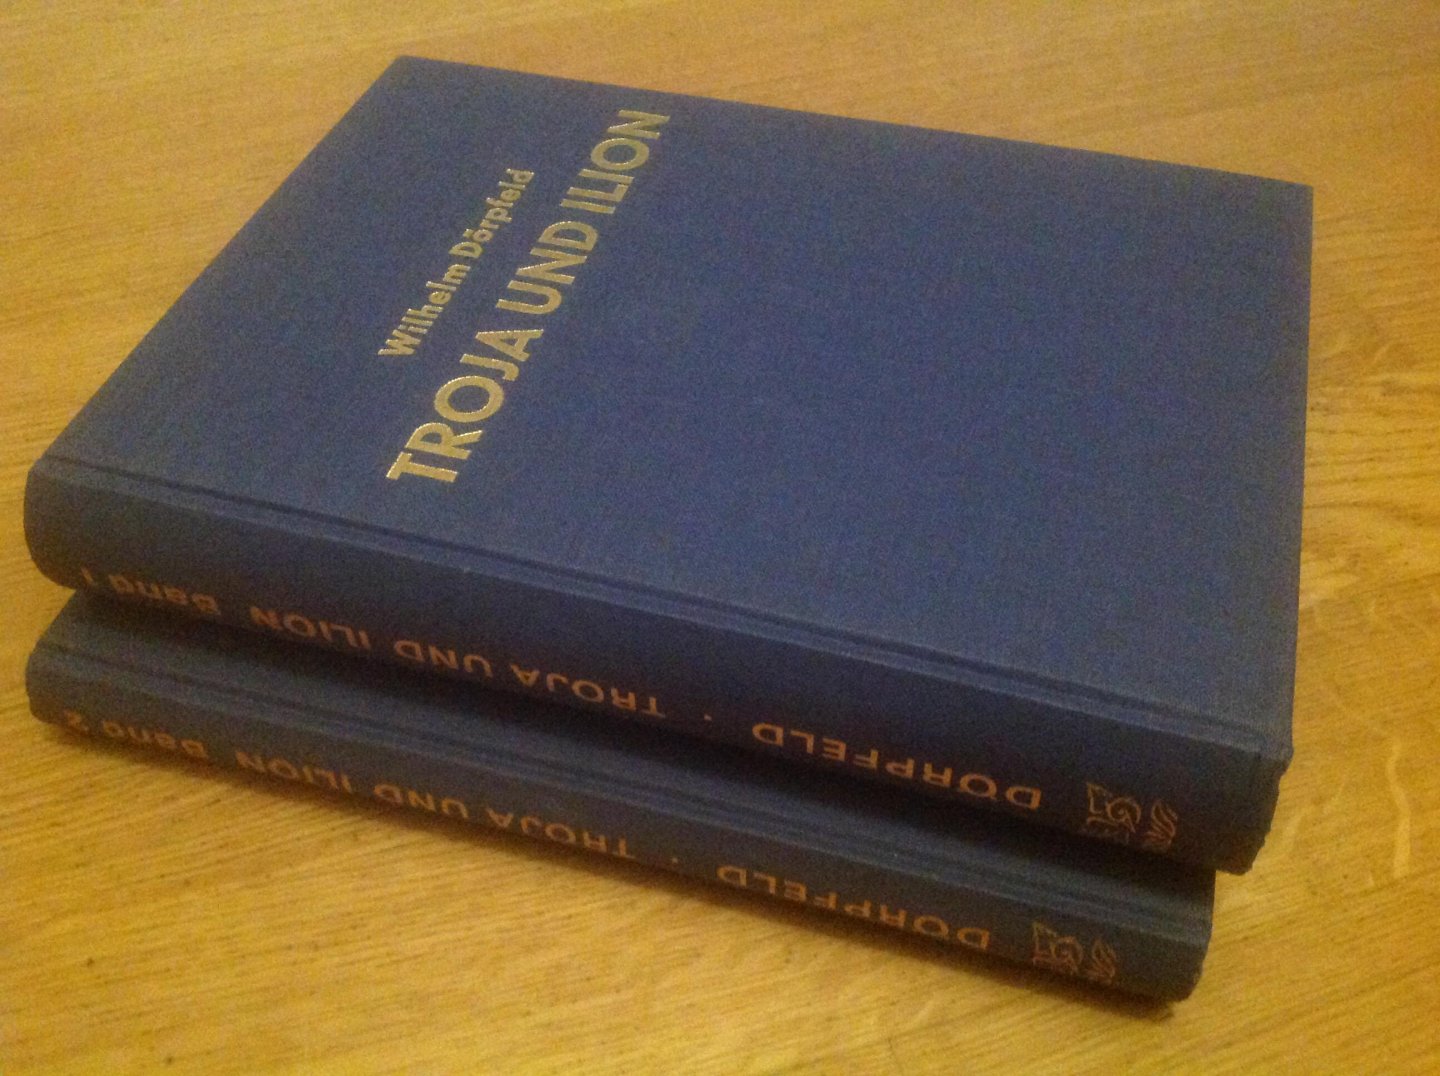 Wilhelm Dörpfeld
TROJA UND ILION
DÖRPFELD · TROJA UND ILION Band 1
DÖRPFELD · TROJA UND ILION Band 2